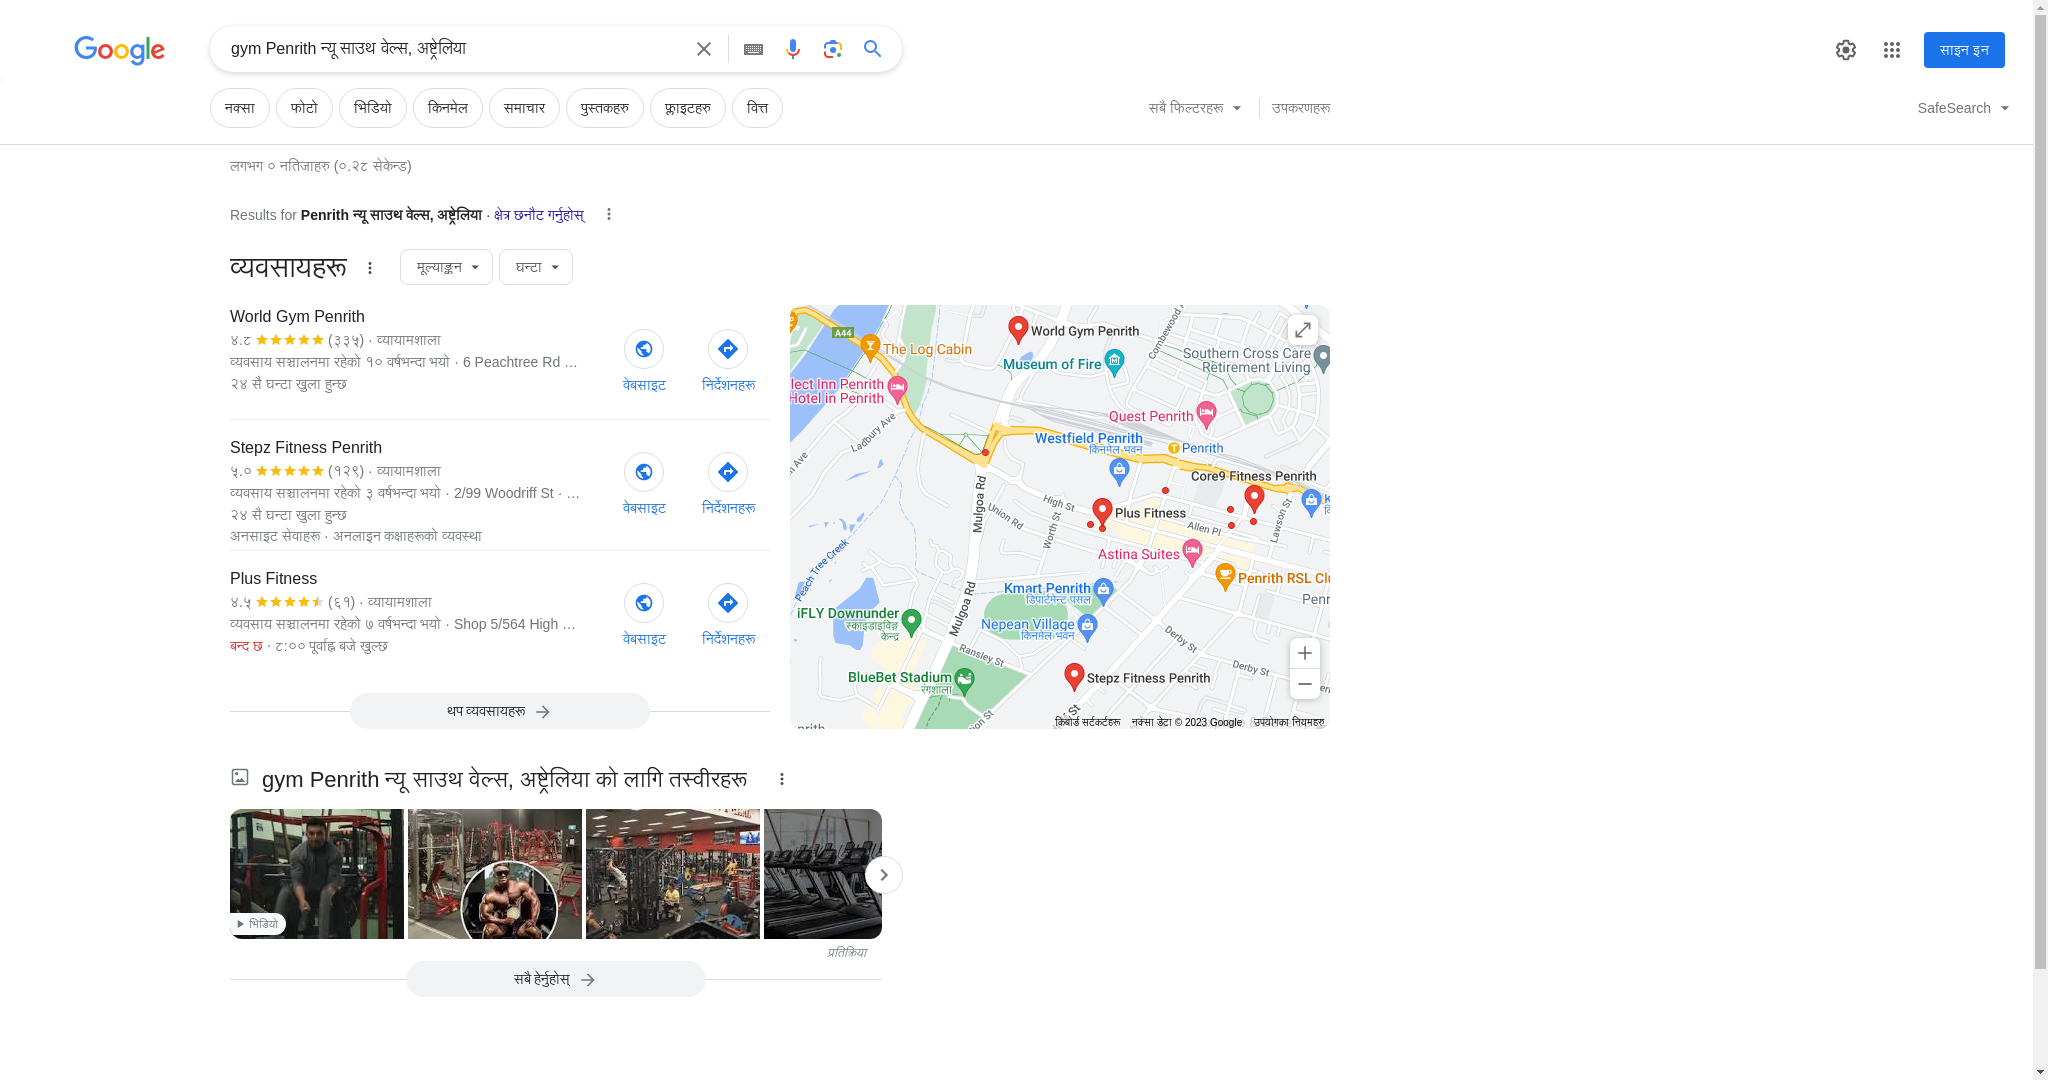 Google
gym Penrith न्यू साउथ वेल्स, अष्ट्रेलिया
साइन इन
नक्सा
फोटो
भिडियो
किनमेल
समाचार
पुस्तकहरु
फ्लाइटहरु
वित्त
सबै फिल्टरहरू
उपकरणहरू
SafeSearch
लगभग ० नतिजाहरु (०.२८ सेकेन्ड)
Results for Penrith न्यू साउथ वेल्स, अष्ट्रेलिया · क्षेत्र छनौट गर्नुहोस्
व्यवसायहरू
मूल्याङ्कन
घन्टा
World Gym Penrith
४.८ (३३५) · व्यायामशाला
व्यवसाय सञ्चालनमा रहेको १० वर्षभन्दा भयो · 6 Peachtree Rd ...
२४ सै घन्टा खुला हुन्छ
वेबसाइट
निर्देशनहरू
Stepz Fitness Penrith
५.० (१२९) · व्यायामशाला
व्यवसाय सञ्चालनमा रहेको ३ वर्षभन्दा भयो · 2/99 Woodriff St · ...
२४ सै घन्टा खुला हुन्छ
अनसाइट सेवाहरू · अनलाइन कक्षाहरूको व्यवस्था
वेबसाइट
निर्देशनहरू
Plus Fitness
४.५ (६१) · व्यायामशाला
व्यवसाय सञ्चालनमा रहेको ७ वर्षभन्दा भयो · Shop 5/564 High ...
बन्द छ · ८:०० पूर्वाह्न बजे खुल्छ
वेबसाइट
निर्देशनहरू
थप व्यवसायहरू
A44
The Log Cabin
World Gym Penrith
Museum of Fire
Combewood
Southern Cross Care
Retirement Living
lect Inn Penrith
Hotel in Penrith
Quest Penrith
Ladbury Ave
Westfield Penrith
किनमेल भवन
Penrith
Core9 Fitness Penrith
Mulgoa Rd
High St
Union Rd
Worth St
Plus Fitness
Allen Pl
Lawson St
Astina Suites
Peach Tree Creek
Kmart Penrith
डिपार्टमेन्ट पसल
Penrith RSL Clu
Penr
iFLY Downunder
स्काइडाइविङ्ग
केन्द्र
Mulgoa Rd
Nepean Village
किनमेल भवन
Derby St
Derby St
Ransley St
BlueBet Stadium
रंगशाला
Stepz Fitness Penrith
किबोर्ड सर्टकर्टहरू
नक्सा डेटा © 2023 Google
उपयोगका नियमहरु
gym Penrith न्यू साउथ वेल्स, अष्ट्रेलिया को लागि तस्वीरहरू
भिडियो
प्रतिक्रिया
सबै हेर्नुहोस्